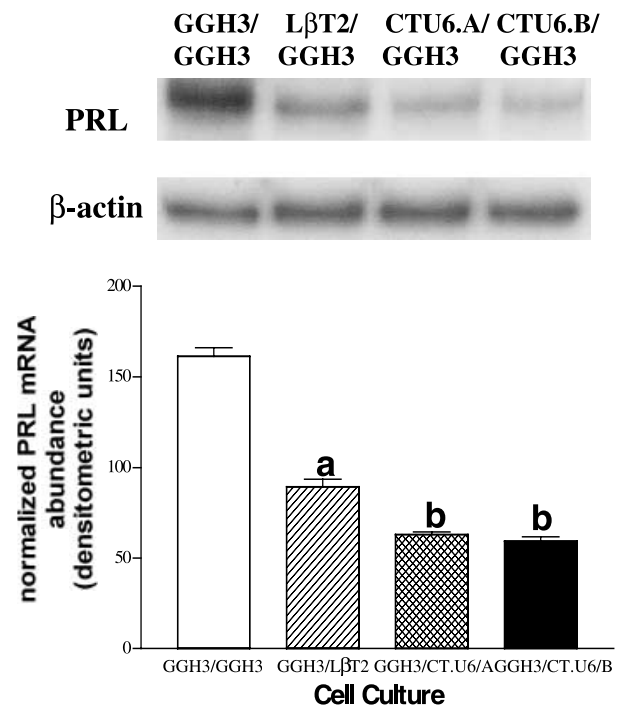 GGH3/ LβT2/ CTU6.A/ CTU6.B/
GGH3 GGH3 GGH3 GGH3
PRL
β-actin
normalized PRL mRNA
abundance
(densitometric units)
200
150
100
50
0
a
b
b
GGH3/GGH3 GGH3/LβT2 GGH3/CT.U6/A GGH3/CT.U6/B
Cell Culture